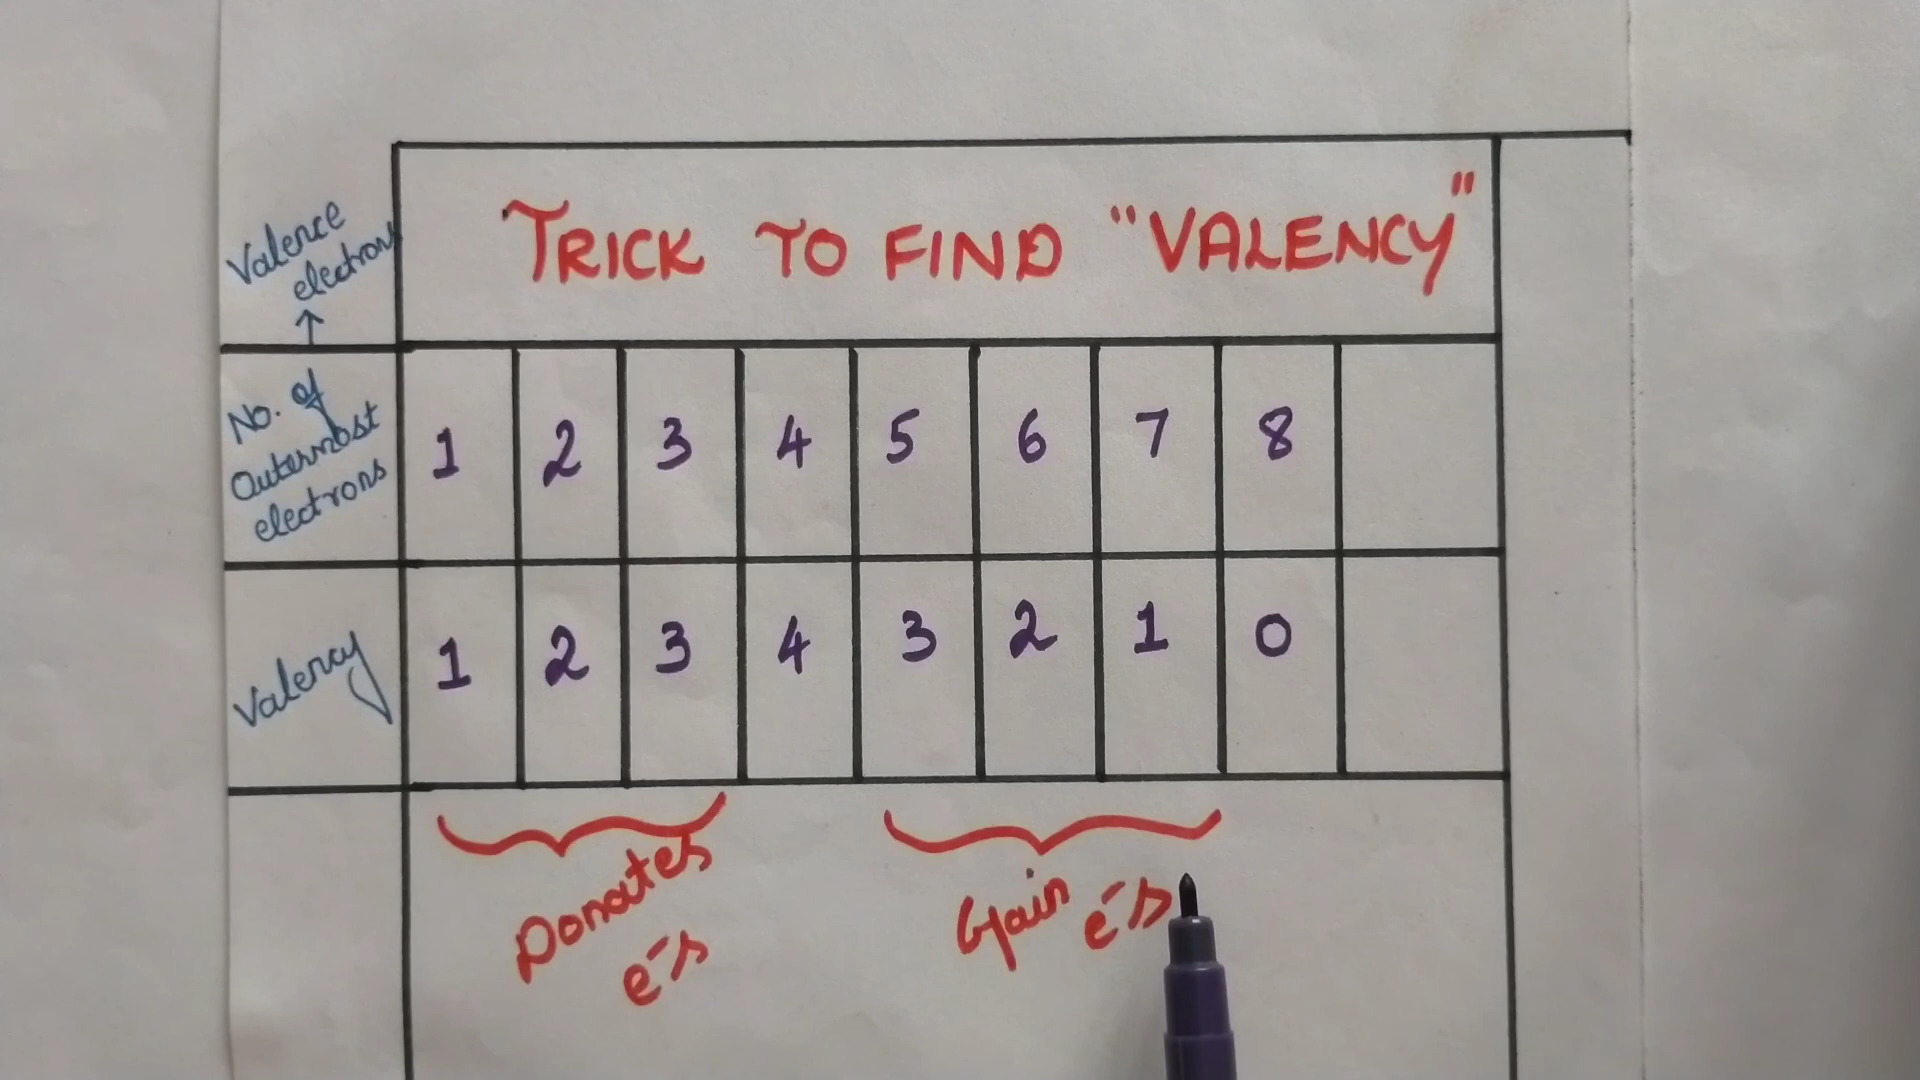 TRICK TO FIND "VALENCY"
Valence
electron
↑
No. of
Outermost
electrons
1 2 3 4 5 6 7 8
Valency
1 2 3 4 3 2 1 0
Donates
e⁻s
Gain e⁻s